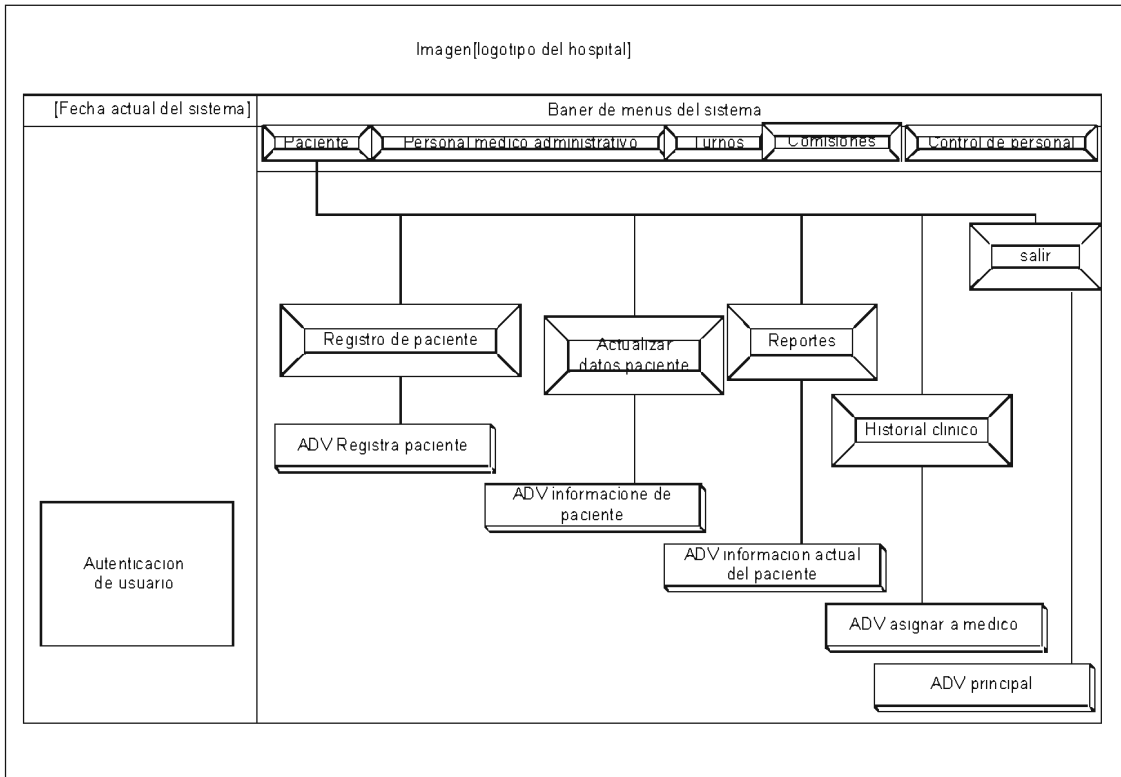 Imagen[logotipo del hospital]
[Fecha actual del sistema]
Baner de menus del sistema
Paciente
Personal medico administrativo
Turnos
Comisiones
Control de personal
salir
Registro de paciente
Actualizar
datos paciente
Reportes
Historial clinico
ADV Registra paciente
ADV informacione de
paciente
ADV informacion actual
del paciente
Autenticacion
de usuario
ADV asignar a medico
ADV principal